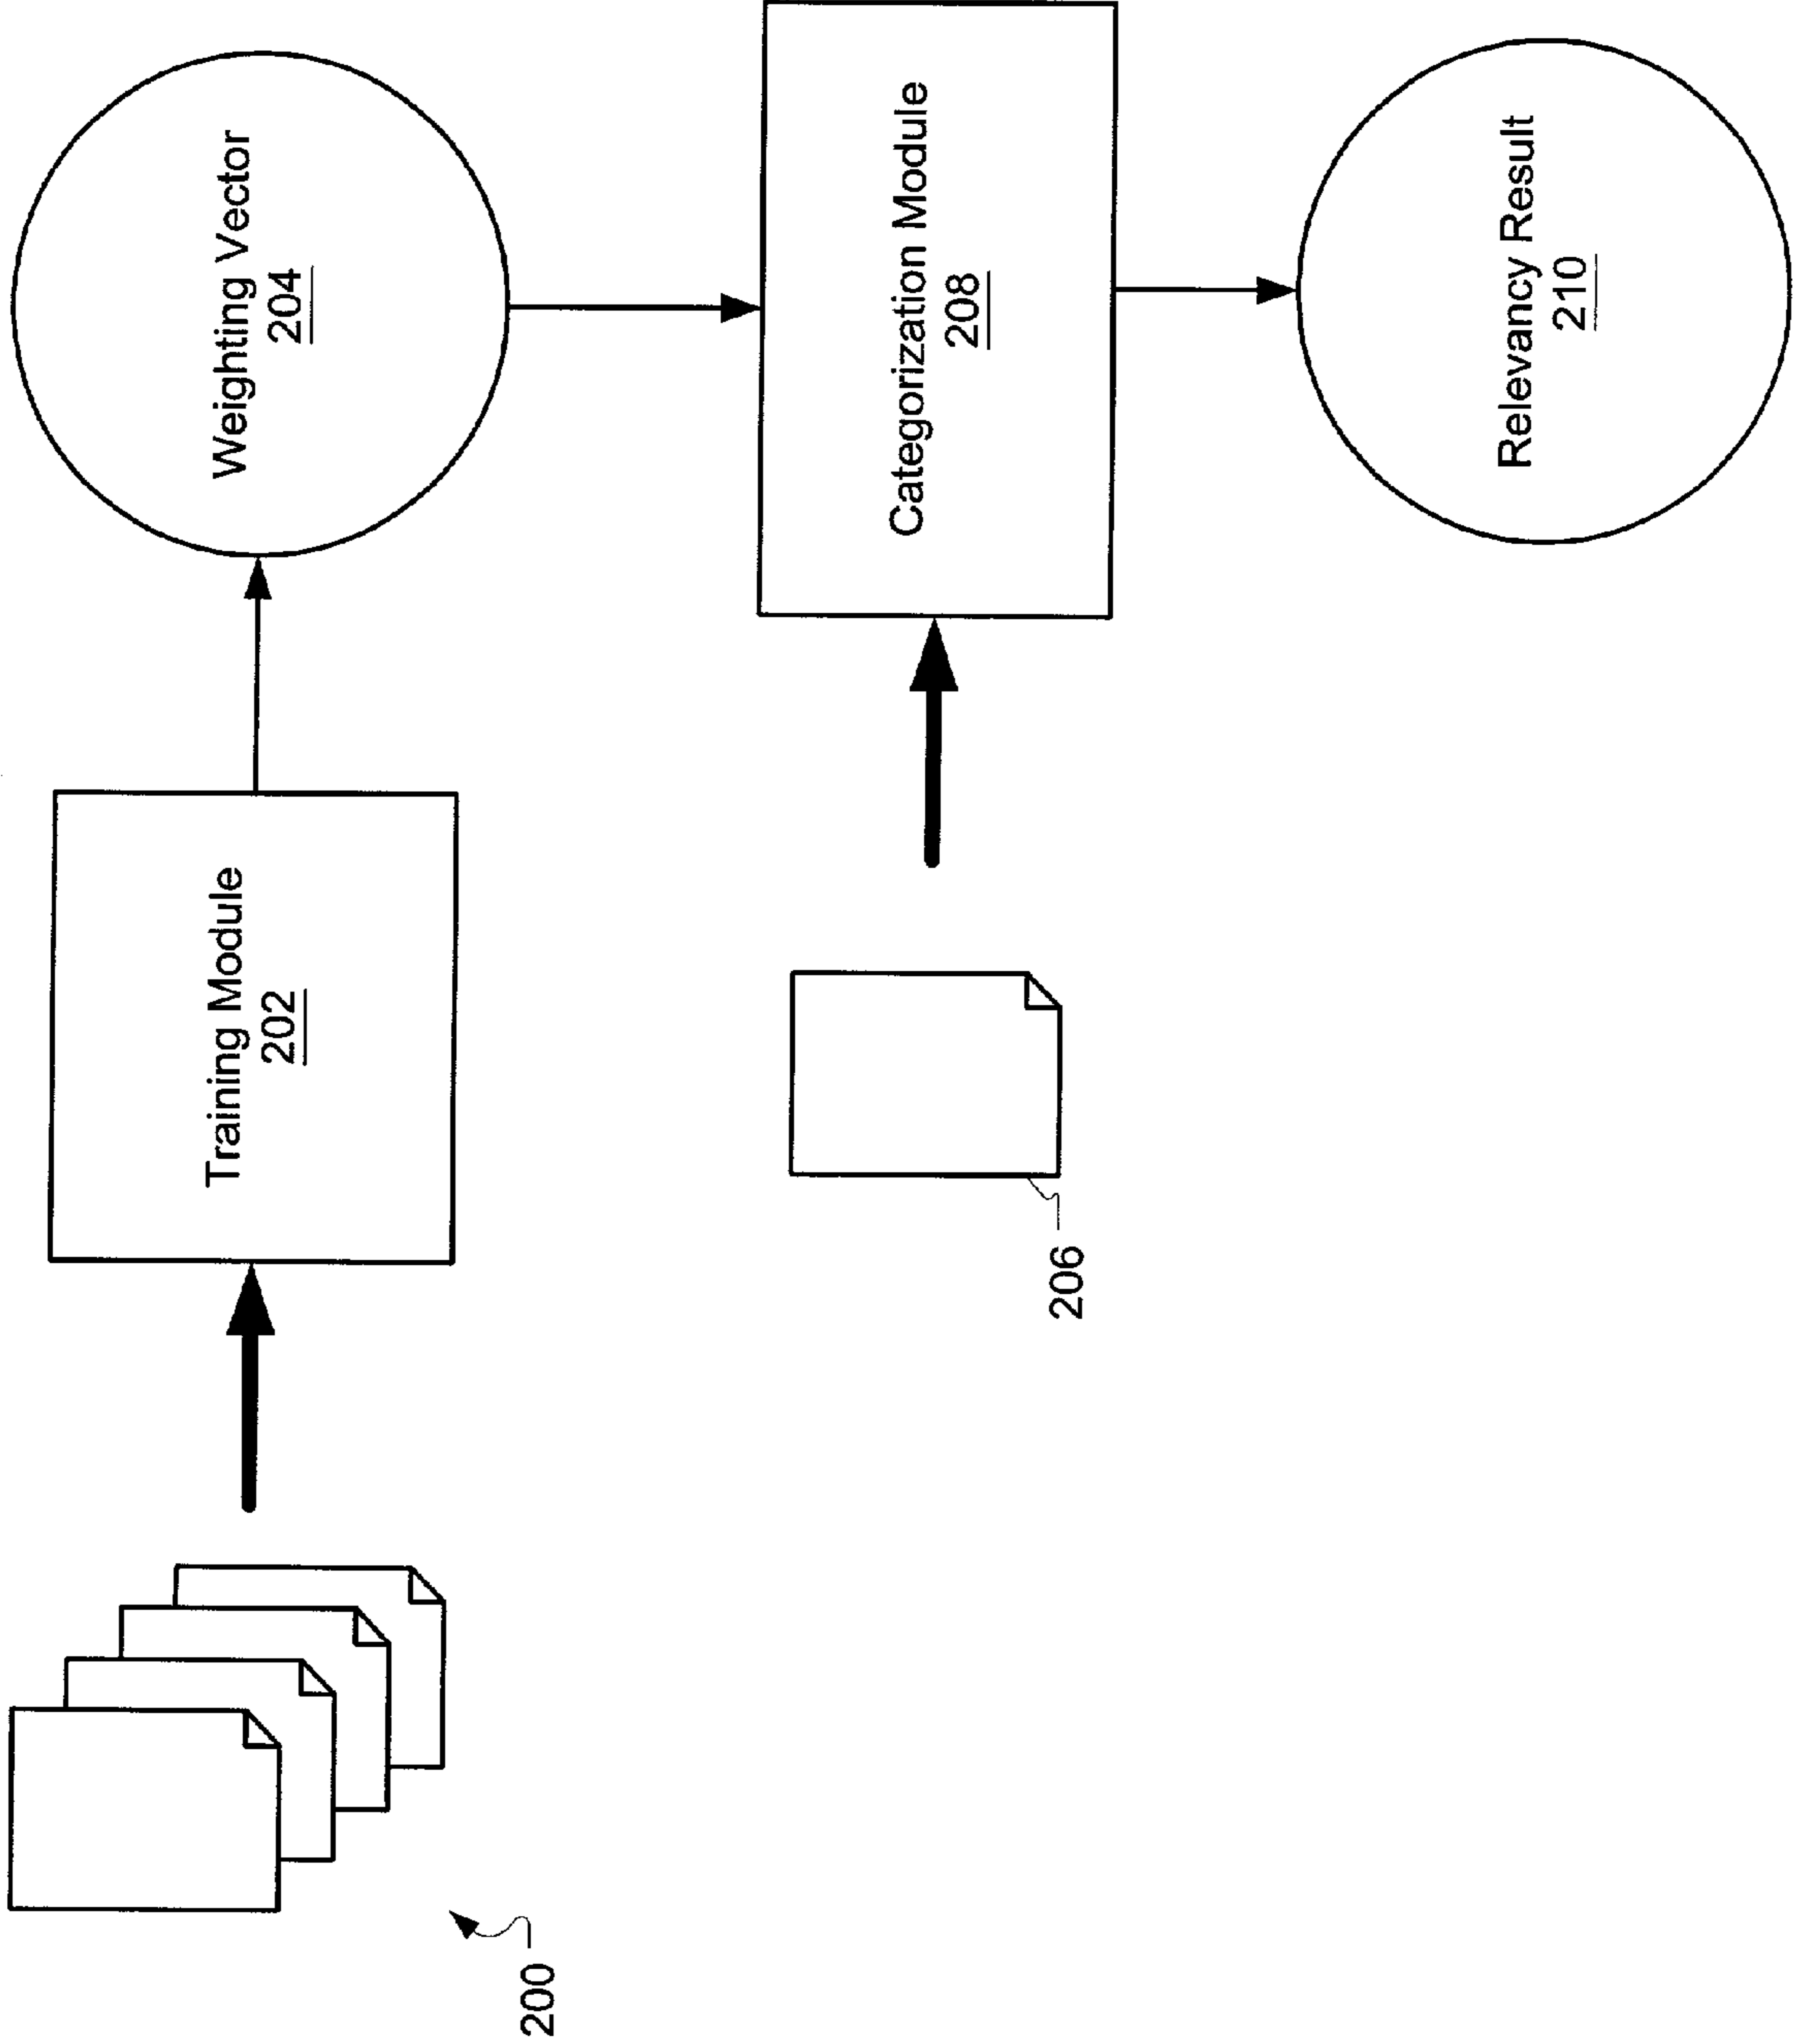 200
Training Module
202
Weighting Vector
204
206
Categorization Module
208
Relevancy Result
210